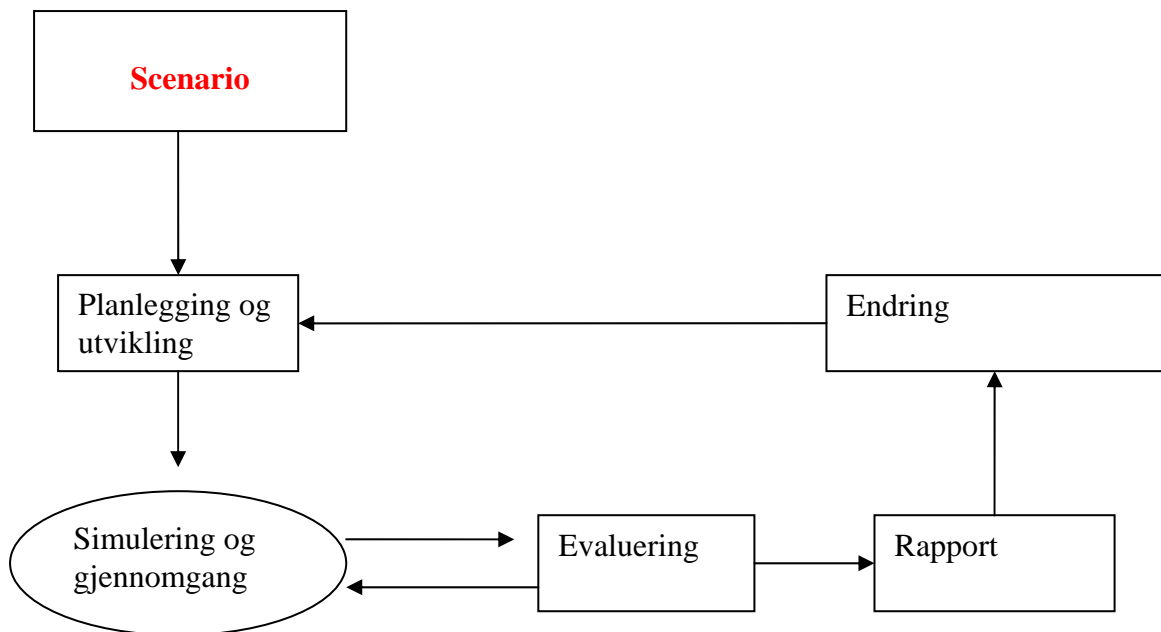 Scenario
Planlegging og
utvikling
Endring
Simulering og
gjennomgang
Evaluering
Rapport